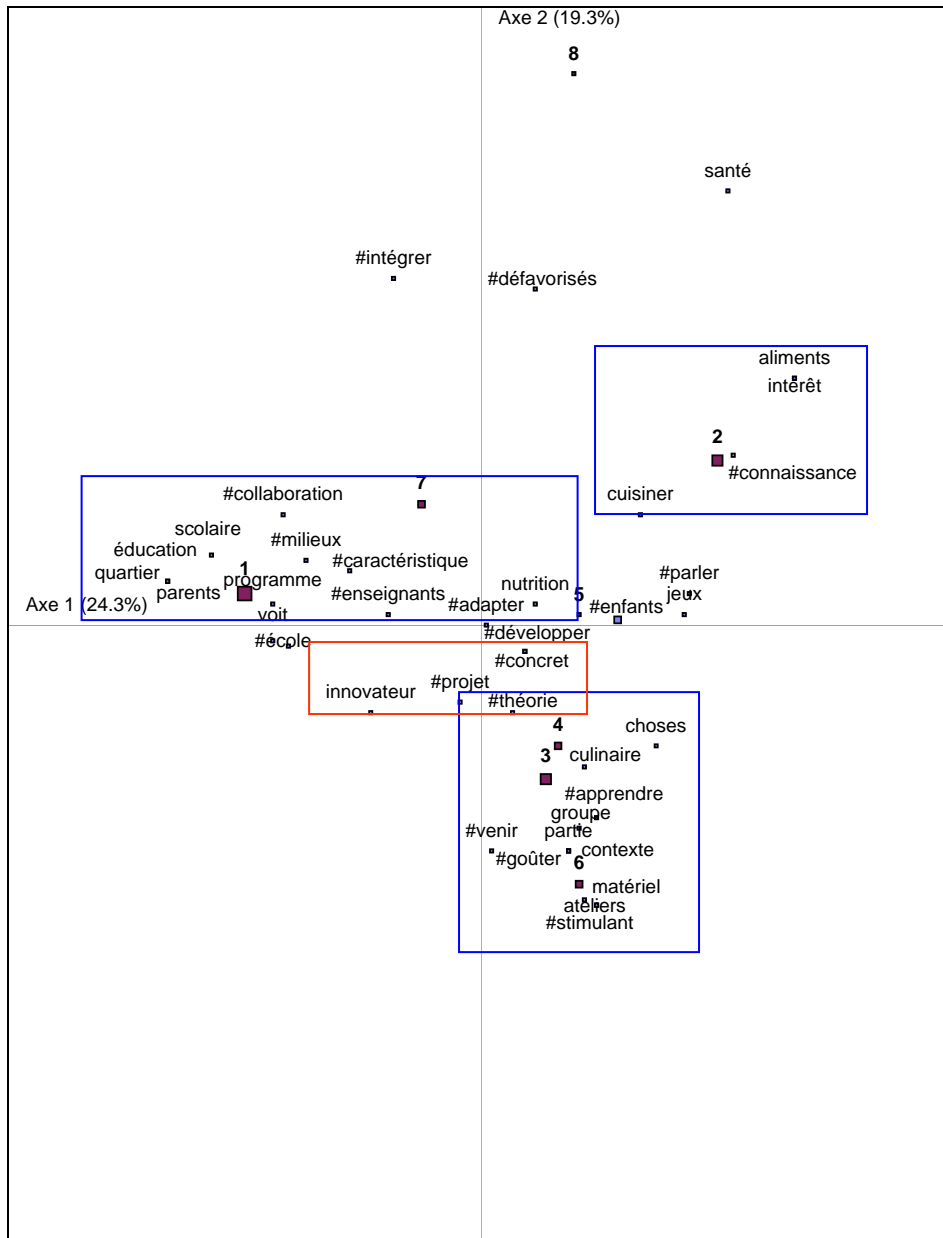 Axe 2 (19.3%)
8
santé
#intégrer
#défavorisés
aliments
intérêt
2
#connaissance
7
#collaboration
cuisiner
scolaire
#milieux
éducation
#caractéristique
quartier
1
programme
#parler
parents
nutrition
jeux
#enseignants
5
Axe 1 (24.3%)
#adapter
#enfants
voit
#école
#développer
#concret
innovateur
#projet
#théorie
4
choses
3
culinaire
#apprendre
groupe
#venir
partie
#goûter
contexte
6
matériel
ateliers
#stimulant